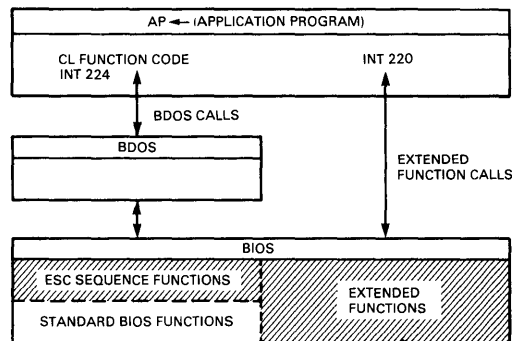 AP ← (APPLICATION PROGRAM)
CL FUNCTION CODE
INT 224
INT 220
BDOS CALLS
BDOS
EXTENDED
FUNCTION CALLS
BIOS
ESC SEQUENCE FUNCTIONS
EXTENDED
FUNCTIONS
STANDARD BIOS FUNCTIONS